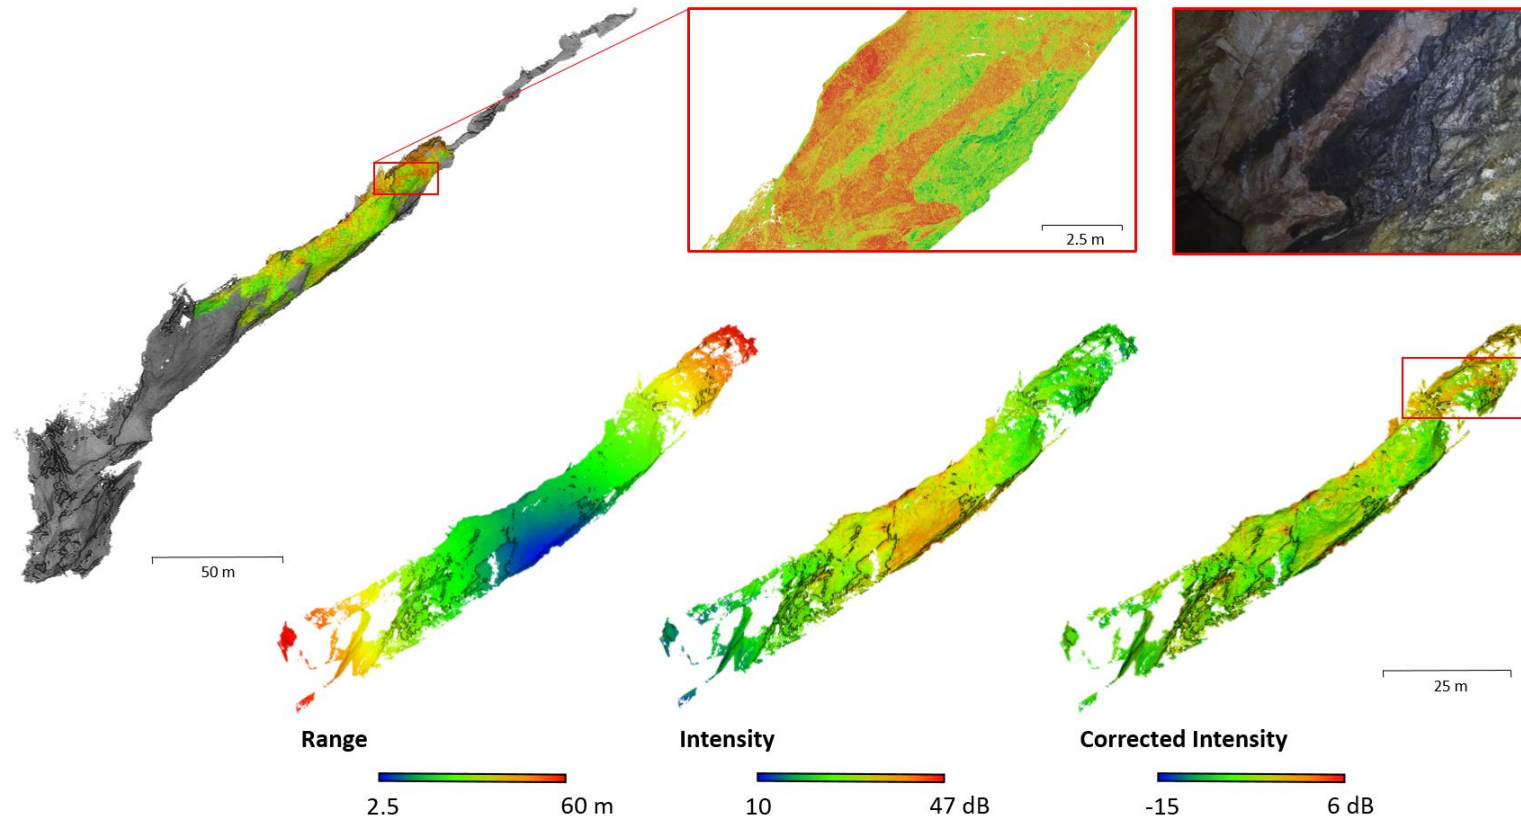 2.5 m
50 m
25 m
Range
Intensity
Corrected Intensity
2.5
60 m
10
47 dB
-15
6 dB